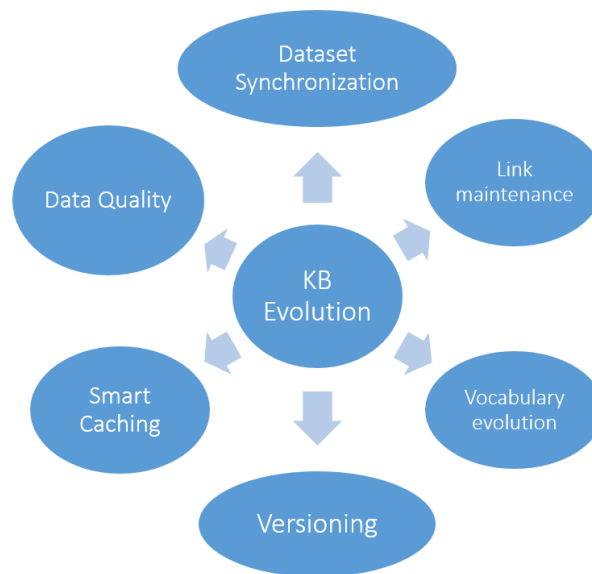 Dataset
Synchronization
Data Quality
Link
maintenance
KB
Evolution
Smart
Caching
Vocabulary
evolution
Versioning